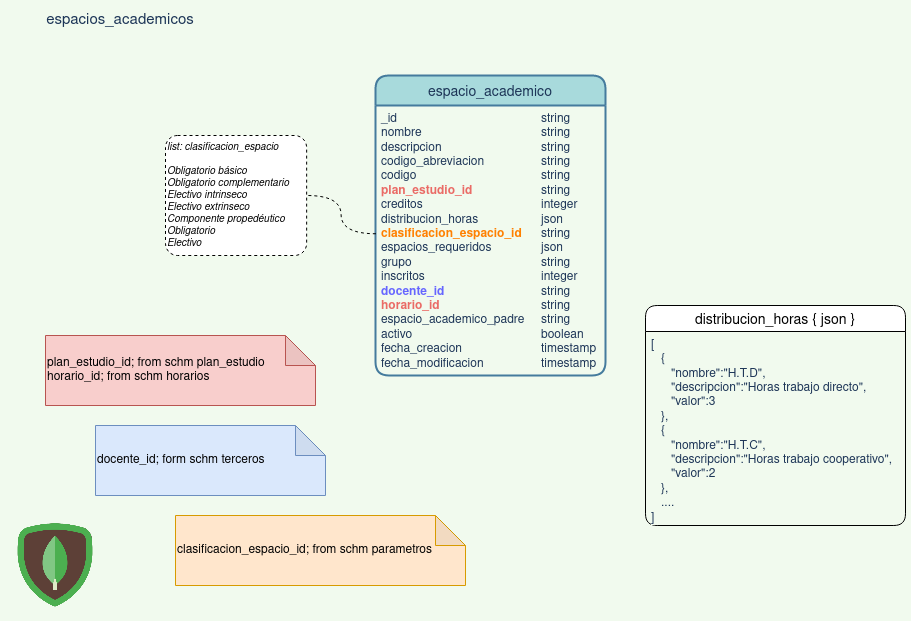 espacios_academicos
espacio_academico
_id string
nombre string
descripcion string
codigo_abreviacion string
codigo string
plan_estudio_id string
creditos integer
distribucion_horas json
clasificacion_espacio_id string
espacios_requeridos json
grupo string
inscritos integer
docente_id string
horario_id string
espacio_academico_padre string
activo boolean
fecha_creacion timestamp
fecha_modificacion timestamp
list: clasificacion_espacio
Obligatorio básico
Obligatorio complementario
Electivo intrinseco
Electivo extrinseco
Componente propedéutico
Obligatorio
Electivo
plan_estudio_id; from schm plan_estudio
horario_id; from schm horarios
docente_id; form schm terceros
clasificacion_espacio_id; from schm parametros
distribucion_horas { json }
[
{
"nombre":"H.T.D",
"descripcion":"Horas trabajo directo",
"valor":3
},
{
"nombre":"H.T.C",
"descripcion":"Horas trabajo cooperativo",
"valor":2
},
....
]